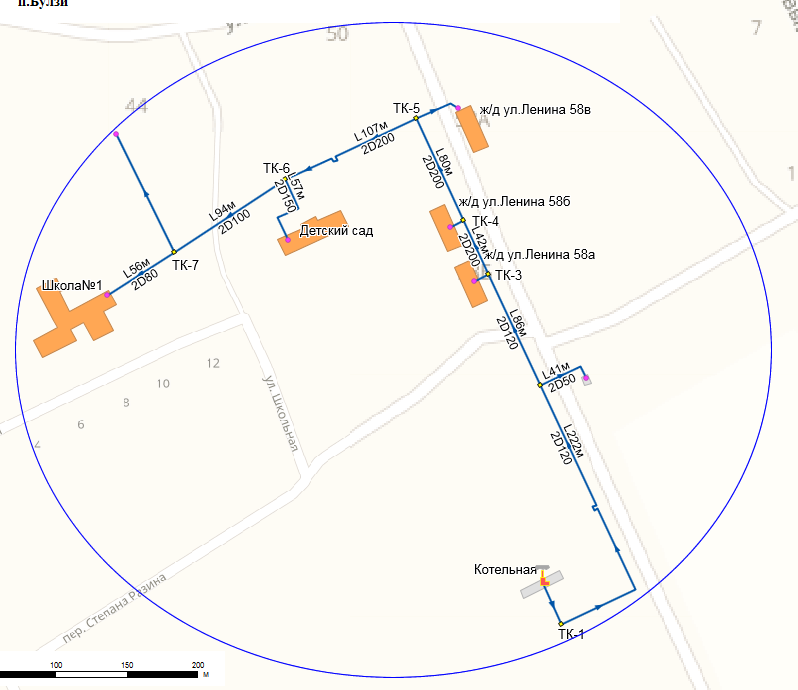 п.Булзи
ул.
50
7
44
ТК-5
ж/д ул.Ленина 58в
L107м
2D200
L80м
2D200
ТК-6
L57м
2D150
ж/д ул.Ленина 58б
ТК-4
L94м
2D100
Детский сад
L42м
2D200
ж/д ул.Ленина 58а
ТК-7
ТК-3
L56м
2D80
Школа№1
L86м
2D120
12
10
8
6
4
L41м
2D50
ул. Школьная
L222м
2D120
Котельная
пер. Степана Разина
ТК-1
100 150 200
м